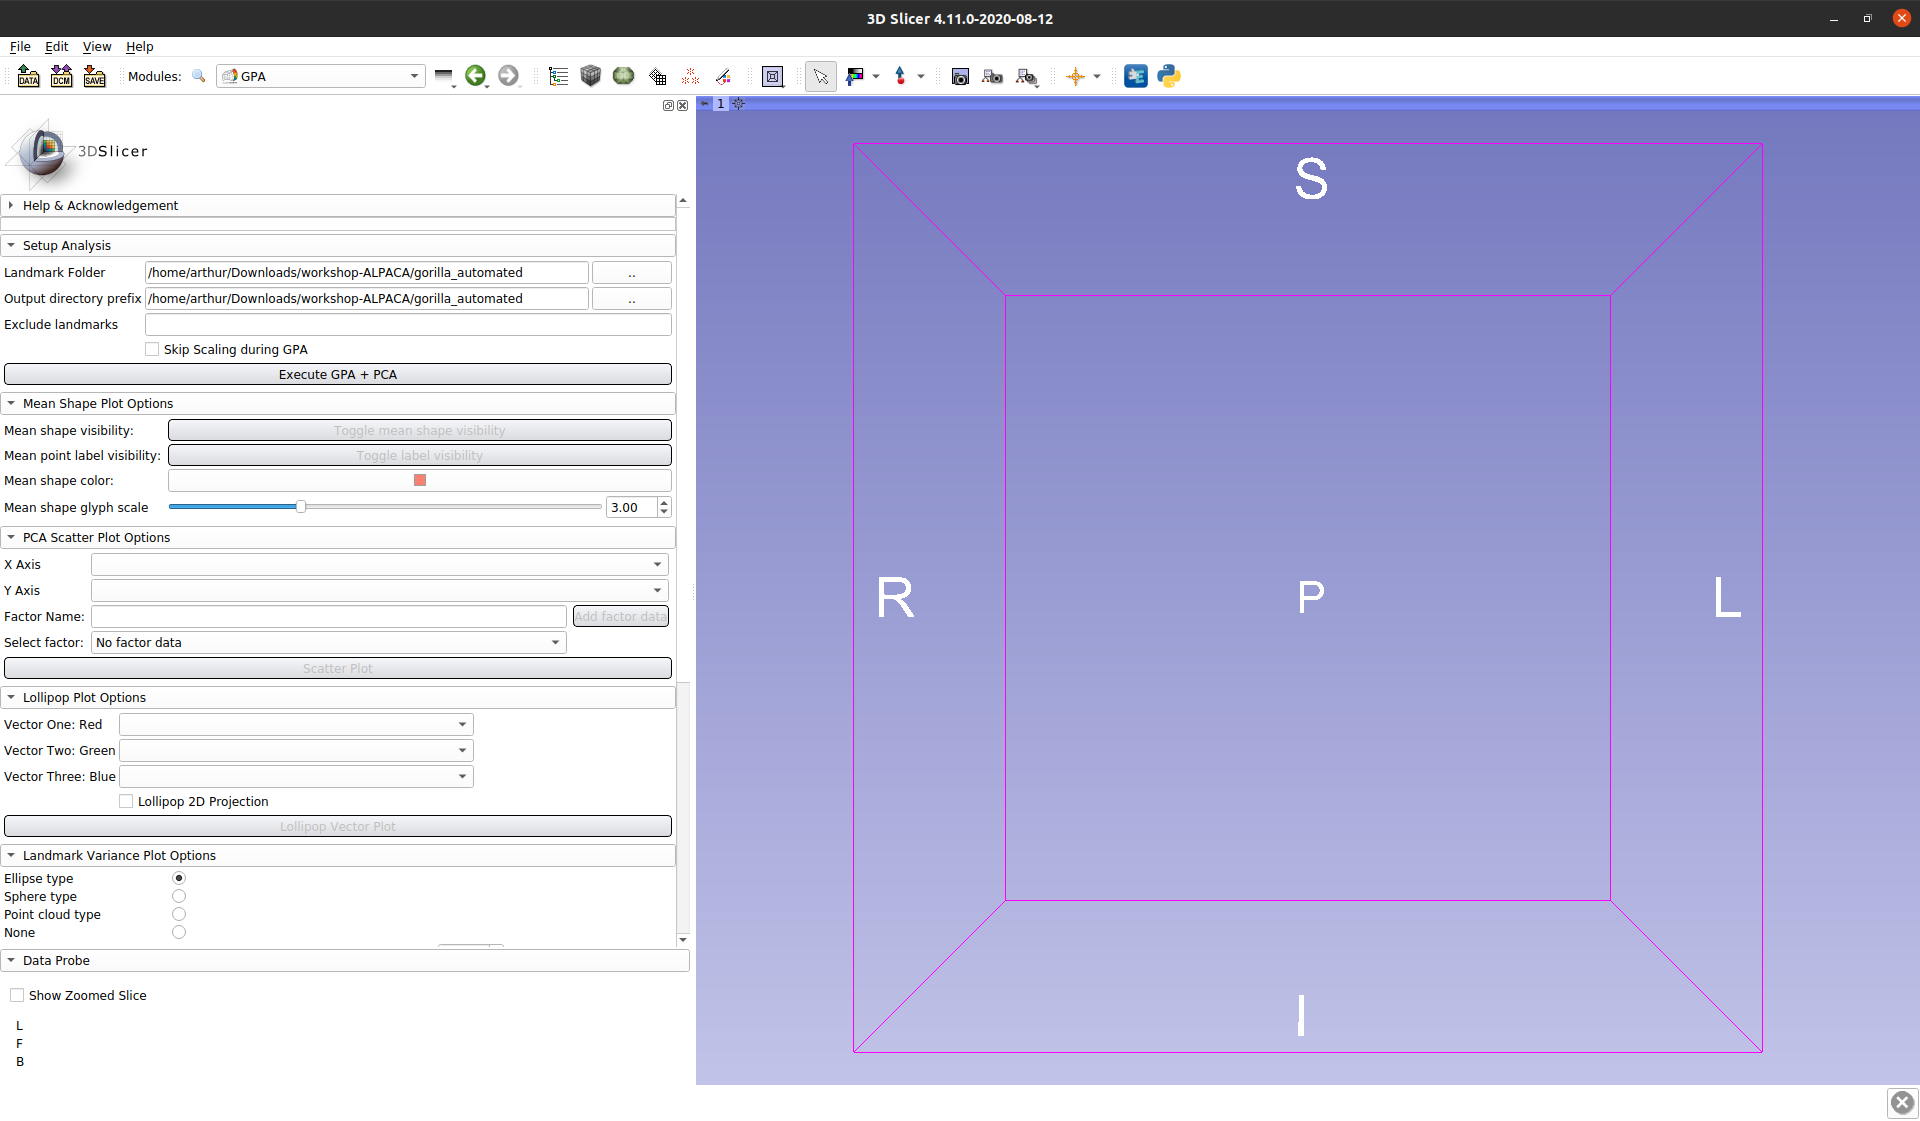 3D Slicer 4.11.0-2020-08-12
File Edit View Help
DATA DCM SAVE Modules: GPA
1
3DSlicer
Help & Acknowledgement
Setup Analysis
Landmark Folder /home/arthur/Downloads/workshop-ALPACA/gorilla_automated ..
Output directory prefix /home/arthur/Downloads/workshop-ALPACA/gorilla_automated ..
Exclude landmarks
Skip Scaling during GPA
Execute GPA + PCA
Mean Shape Plot Options
Mean shape visibility: Toggle mean shape visibility
Mean point label visibility: Toggle label visibility
Mean shape color:
Mean shape glyph scale 3.00
PCA Scatter Plot Options
X Axis
Y Axis
Factor Name: Add factor data
Select factor: No factor data
Scatter Plot
Lollipop Plot Options
Vector One: Red
Vector Two: Green
Vector Three: Blue
Lollipop 2D Projection
Lollipop Vector Plot
Landmark Variance Plot Options
Ellipse type
Sphere type
Point cloud type
None
Data Probe
Show Zoomed Slice
L
F
B
S
R P L
I